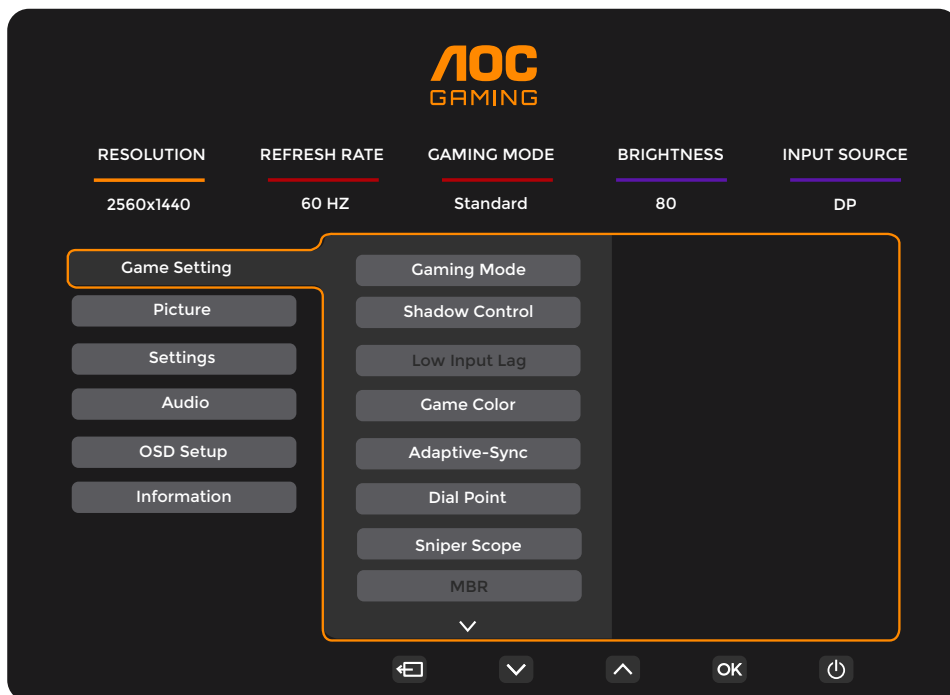 AOC
GAMING
RESOLUTION REFRESH RATE GAMING MODE BRIGHTNESS INPUT SOURCE
2560x1440 60 HZ Standard 80 DP
Game Setting
Picture
Settings
Audio
OSD Setup
Information
Gaming Mode
Shadow Control
Low Input Lag
Game Color
Adaptive-Sync
Dial Point
Sniper Scope
MBR
OK